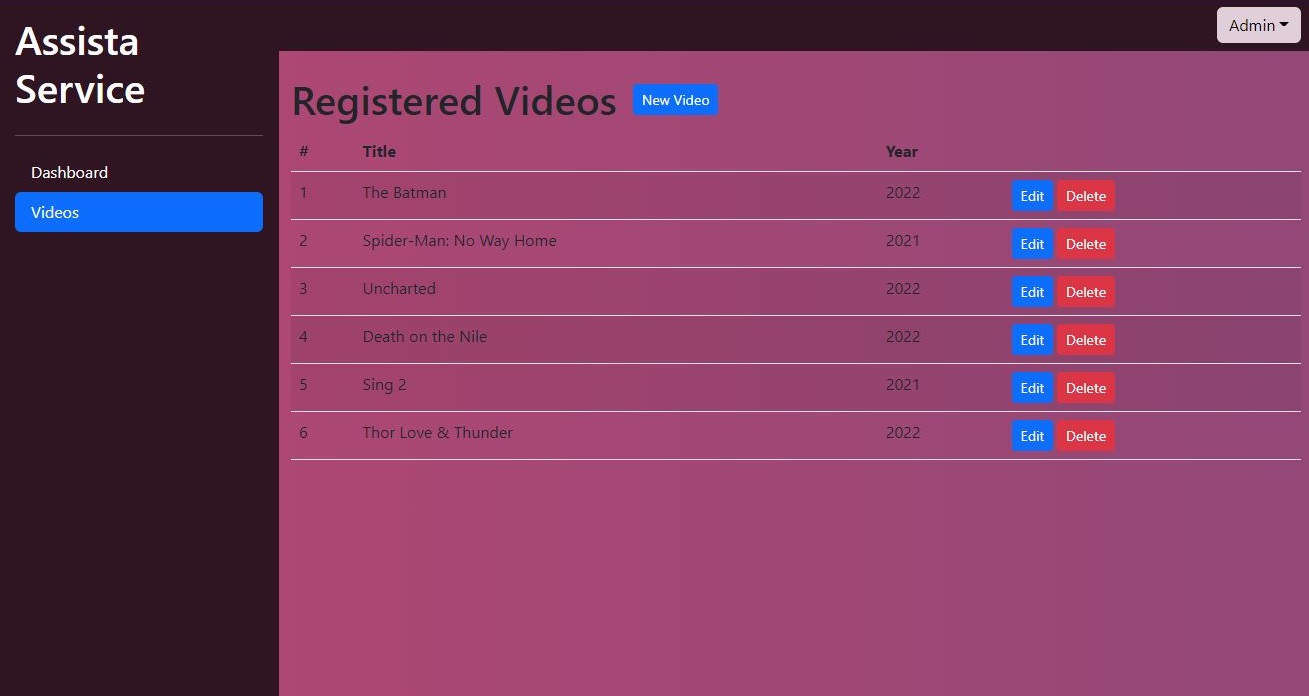 Assista
Service
Admin
Dashboard
Videos
Registered Videos New Video
# Title Year
1 The Batman 2022 Edit Delete
2 Spider-Man: No Way Home 2021 Edit Delete
3 Uncharted 2022 Edit Delete
4 Death on the Nile 2022 Edit Delete
5 Sing 2 2021 Edit Delete
6 Thor Love & Thunder 2022 Edit Delete